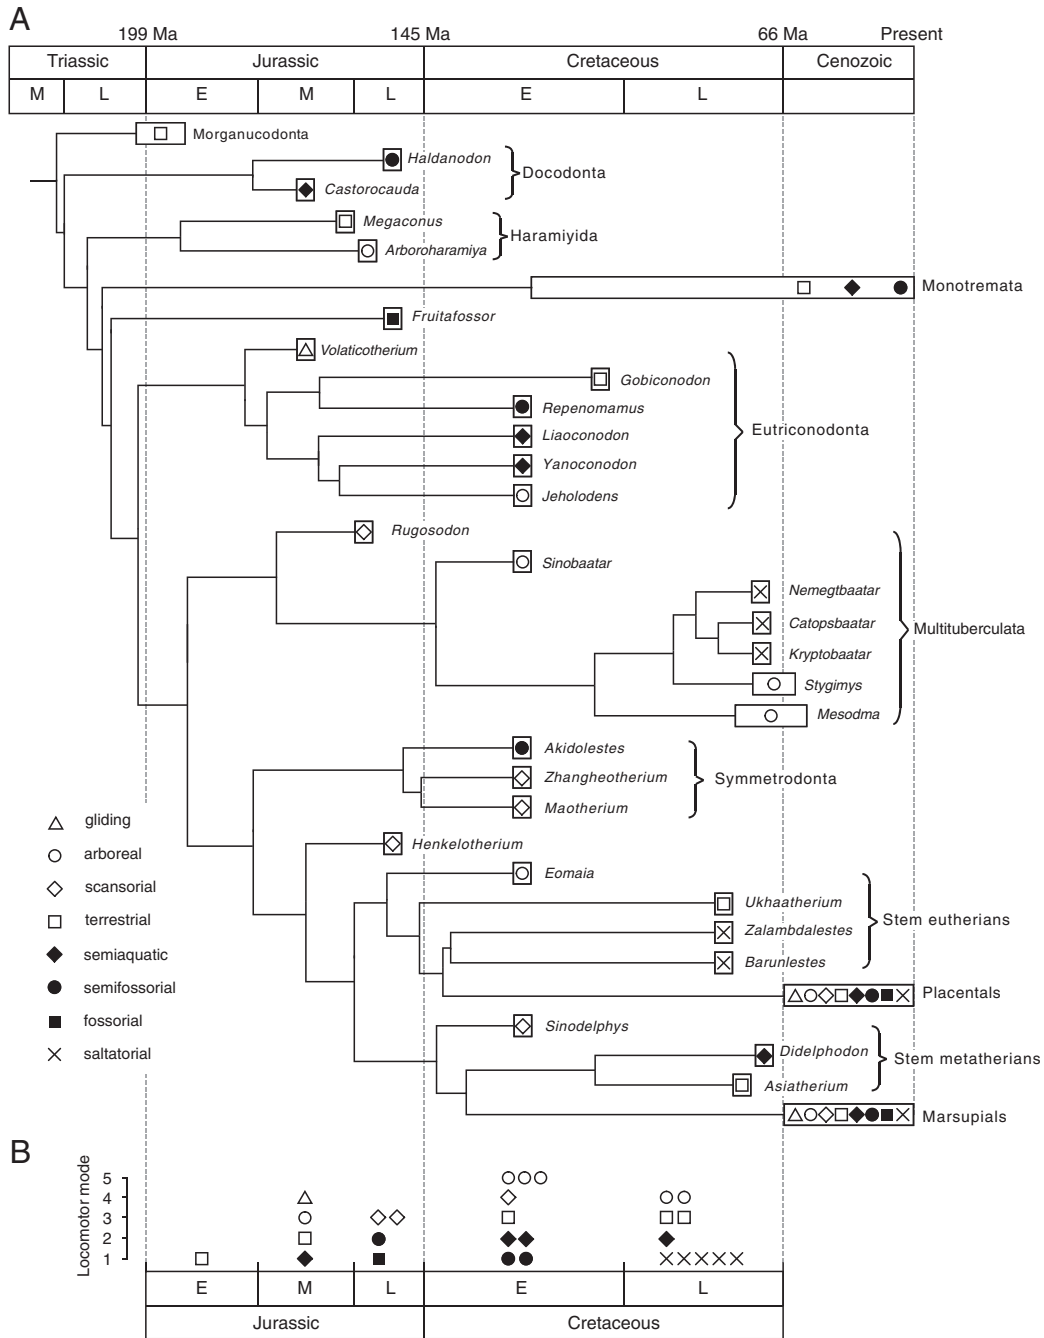 A
199 Ma 145 Ma 66 Ma Present
Triassic Jurassic Cretaceous Cenozoic
M L E M L E L
Morganucodonta
Haldanodon
Docodonta
Castorocauda
Megaconus
Haramiyida
Arboroharamiya
Monotremata
Fruitafossor
Volaticotherium
Gobiconodon
Repenomamus
Eutriconodonta
Liaoconodon
Yanoconodon
Jeholodens
Rugosodon
Sinobaatar
Nemegtbaatar
Catopsbaatar
Multituberculata
Kryptobaatar
Stygimys
Mesodma
Akidolestes
Zhangheotherium
Symmetrodonta
Maotherium
gliding
arboreal
scansorial
terrestrial
semiaquatic
semifossorial
fossorial
saltatorial
Henkelotherium
Eomaia
Ukhaatherium
Stem eutherians
Zalambdalestes
Barunlestes
Placentals
Sinodelphys
Didelphodon
Stem metatherians
Asiatherium
Marsupials
B
Locomotor mode
5
4
3
2
1
E M L E L
Jurassic Cretaceous